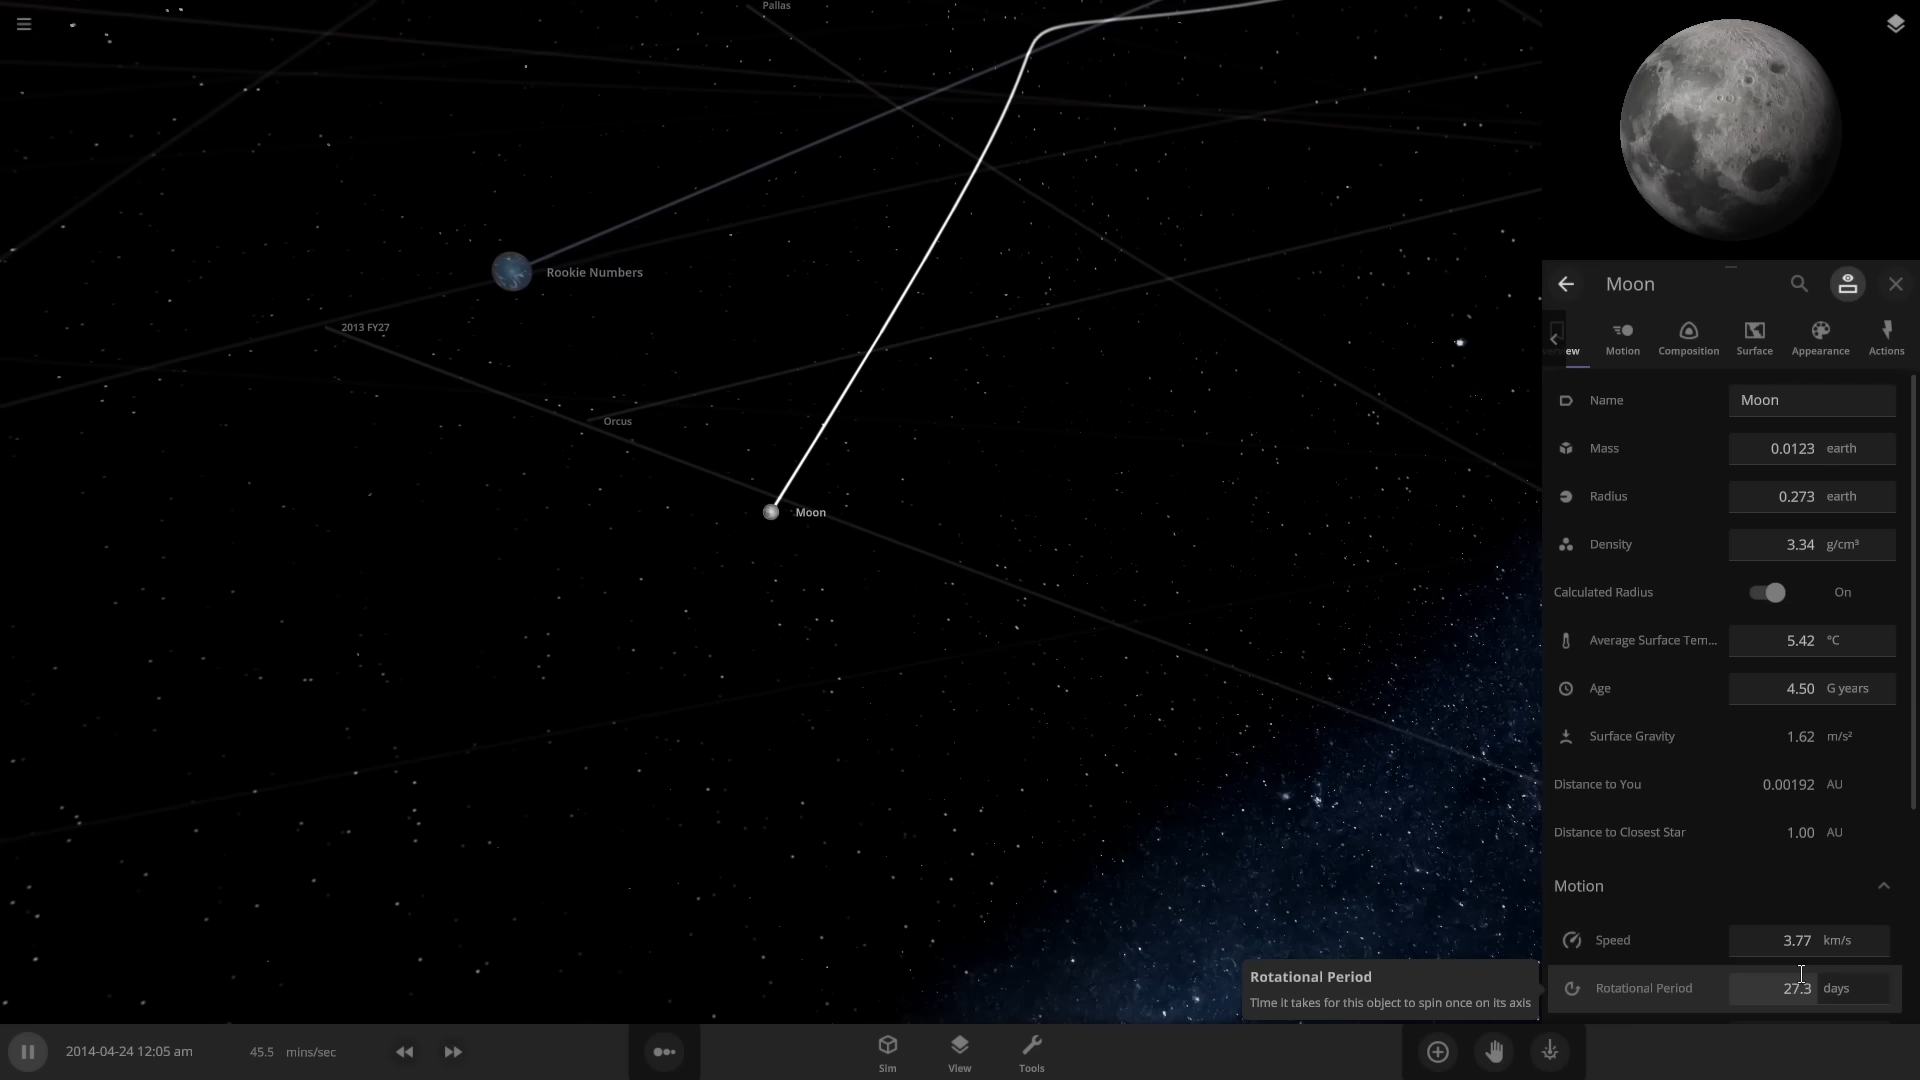 Pallas
Rookie Numbers
2013 FY27
Orcus
Moon
Moon
ew
Motion
Composition
Surface
Appearance
Actions
Name Moon
Mass 0.0123 earth
Radius 0.273 earth
Density 3.34 g/cm³
Calculated Radius On
Average Surface Tem... 5.42 °C
Age 4.50 G years
Surface Gravity 1.62 m/s²
Distance to You 0.00192 AU
Distance to Closest Star 1.00 AU
Motion
Speed 3.77 km/s
Rotational Period 27.3 days
Rotational Period
Time it takes for this object to spin once on its axis
2014-04-24 12:05 am 45.5 mins/sec
Sim
View
Tools